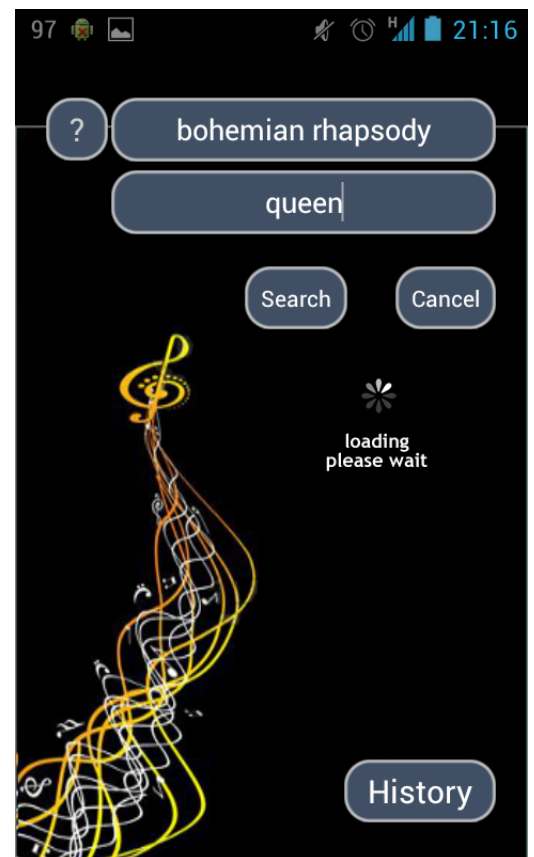 97 H 21:16
? bohemian rhapsody
queen
Search Cancel
loading
please wait
History